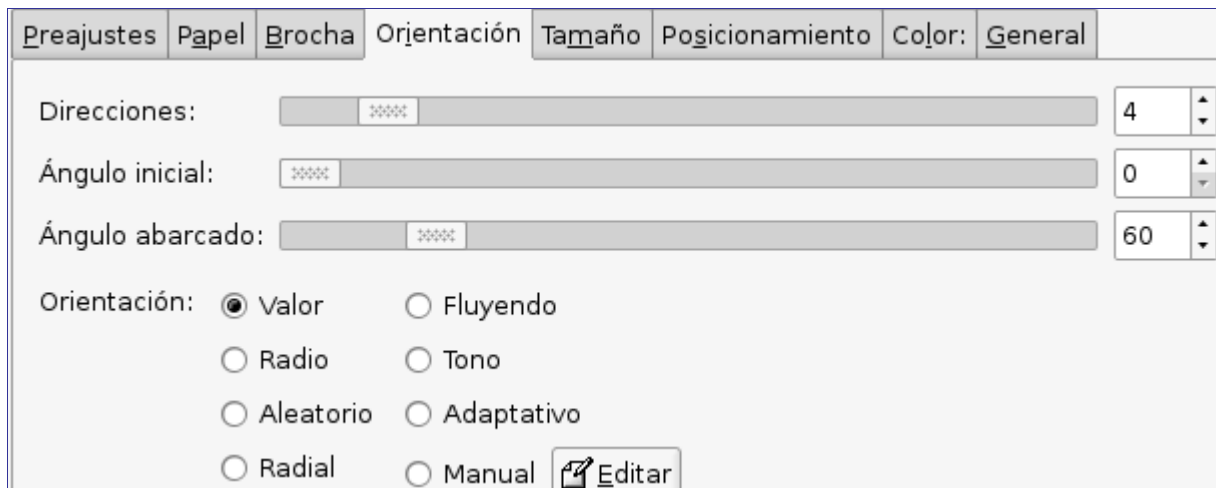 Preajustes Papel Brocha Orientación Tamaño Posicionamiento Color: General
Direcciones: 4
Ángulo inicial: 0
Ángulo abarcado: 60
Orientación: Valor Fluyendo
Radio Tono
Aleatorio Adaptativo
Radial Manual Editar